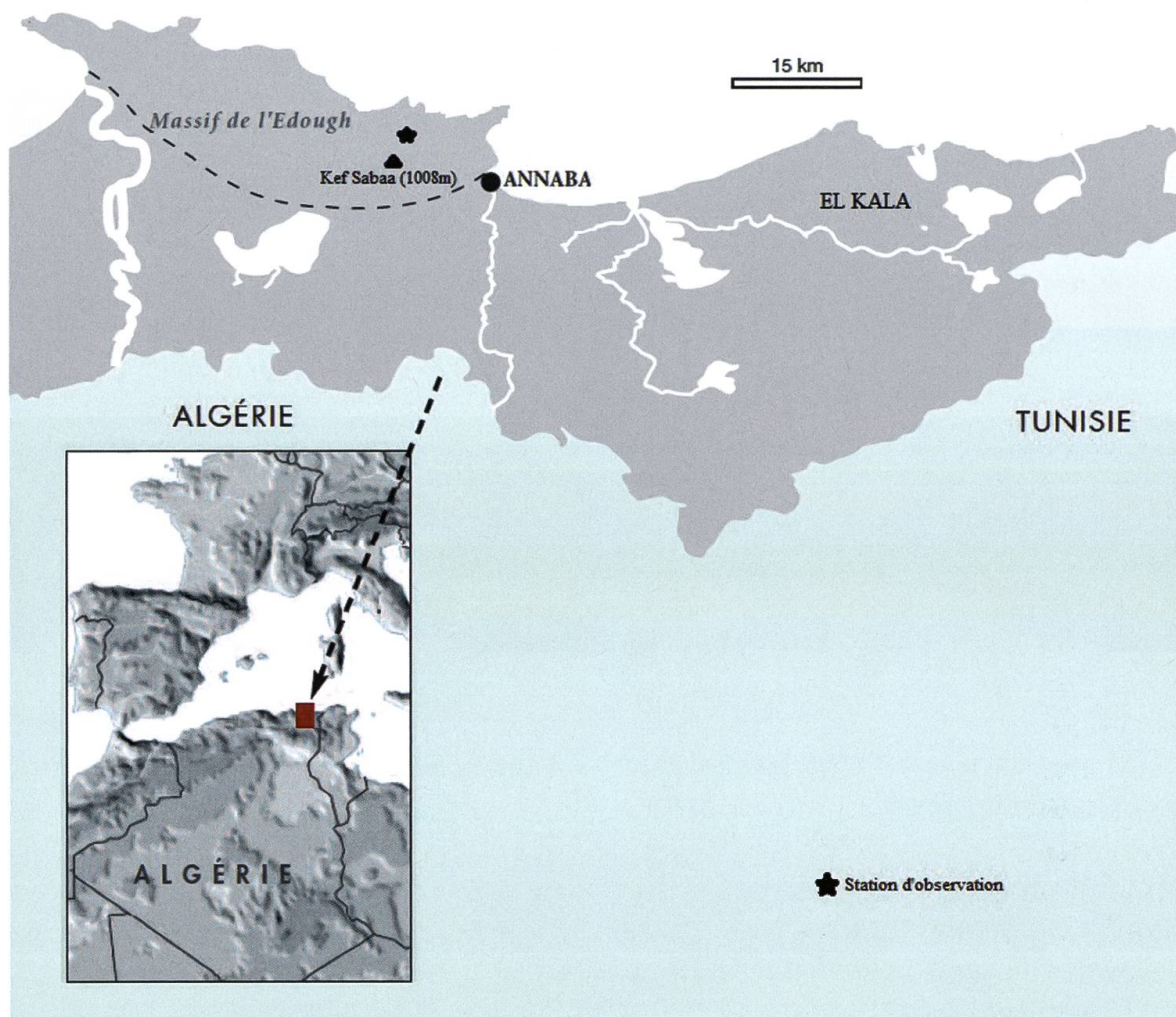 15 km
Massif de l'Edough
Kef Sabaa (1008m)
ANNABA
EL KALA
ALGÉRIE
TUNISIE
ALGÉRIE
Station d'observation